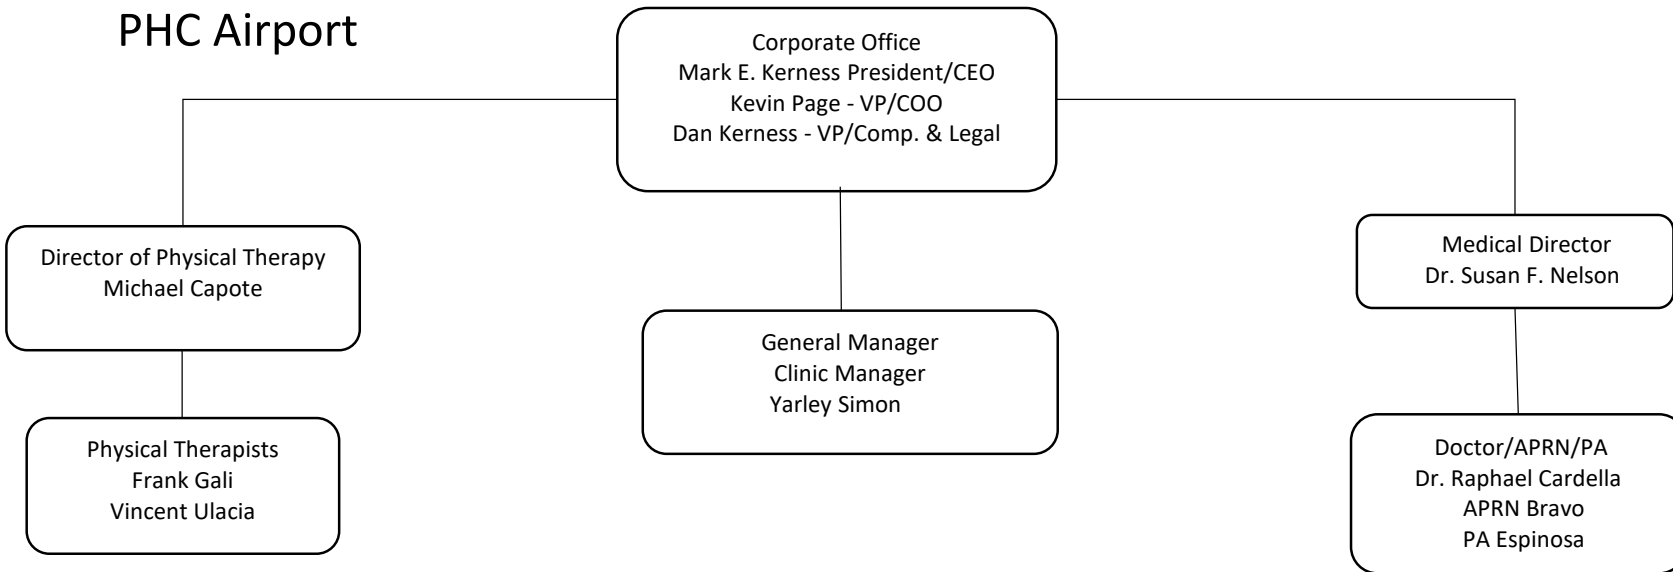 PHC Airport
Corporate Office
Mark E. Kerness President/CEO
Kevin Page - VP/COO
Dan Kerness - VP/Comp. & Legal
Director of Physical Therapy
Michael Capote
Medical Director
Dr. Susan F. Nelson
General Manager
Clinic Manager
Yarley Simon
Physical Therapists
Frank Gali
Vincent Ulacia
Doctor/APRN/PA
Dr. Raphael Cardella
APRN Bravo
PA Espinosa